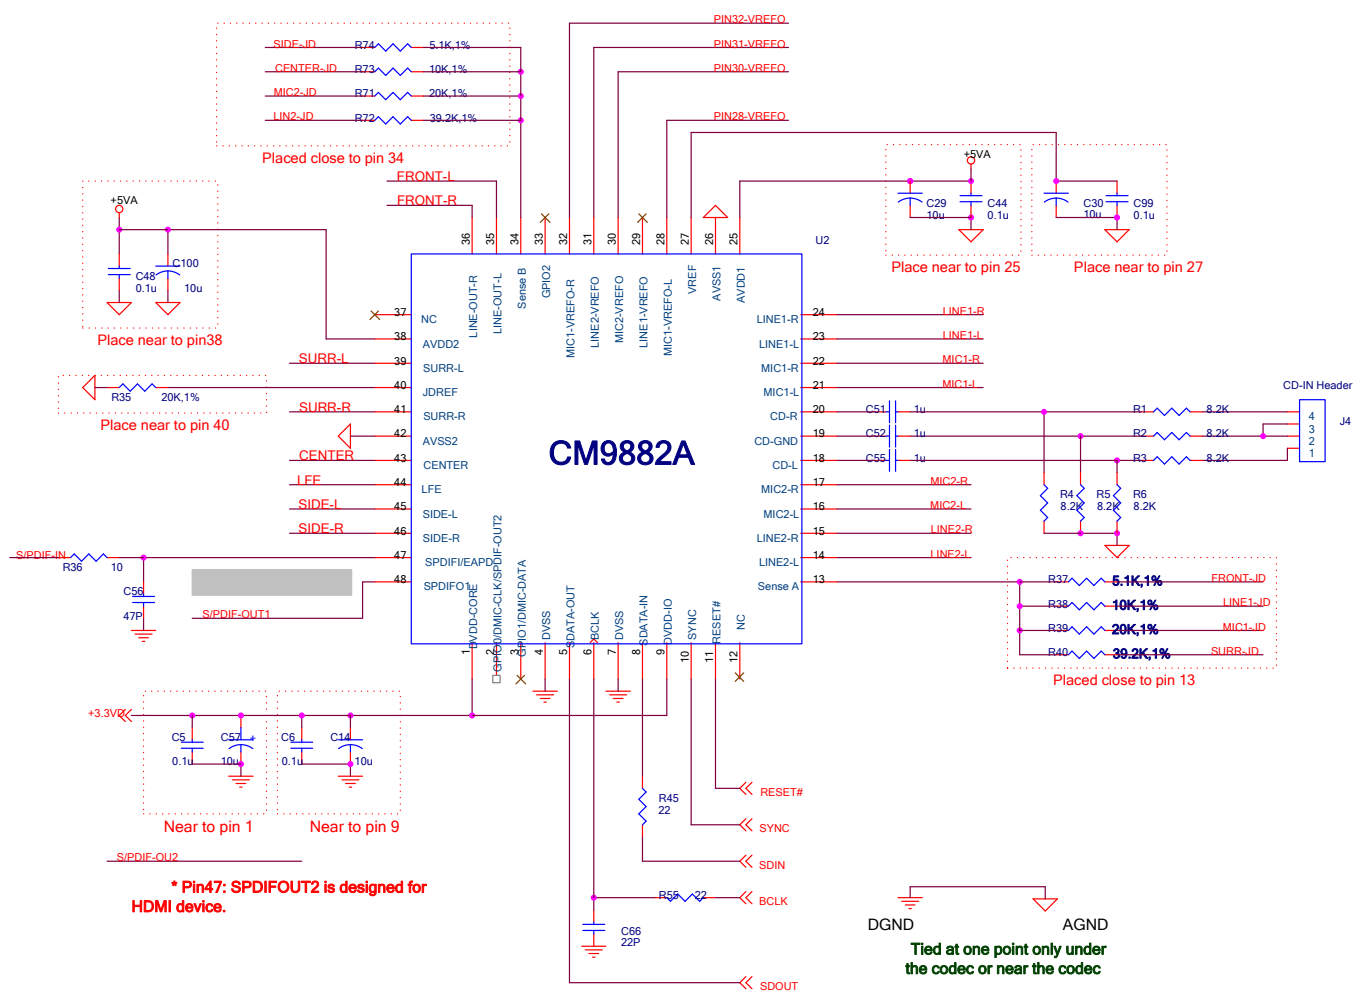 PIN32-VREFO
PIN31-VREFO
PIN30-VREFO
PIN28-VREFO
SIDE-JD R74 5.1K,1%
CENTER-JD R73 10K,1%
MIC2-JD R71 20K,1%
LIN2-JD R72 39.2K,1%
Placed close to pin 34
FRONT-L
FRONT-R
+5VA
C48
0.1u
C100
10u
Place near to pin38
+5VA
C29
10u
C44
0.1u
Place near to pin 25
C30
10u
C99
0.1u
Place near to pin 27
U2
36 35 34 33 32 31 30 29 28 27 26 25
LINE-OUT-R
LINE-OUT-L
Sense B
GPIO2
MIC1-VREFO-R
LINE2-VREFO
MIC2-VREFO
LINE1-VREFO
MIC1-VREFO-L
VREF
AVSS1
AVDD1
37 NC
38 AVDD2
SURR-L 39 SURR-L
R35 20K,1% 40 JDREF
Place near to pin 40
SURR-R 41 SURR-R
42 AVSS2
CENTER 43 CENTER
LFE 44 LFE
SIDE-L 45 SIDE-L
SIDE-R 46 SIDE-R
S/PDIF-IN R36 10 47 SPDIFI/EAPD
48 SPDIFO1
C56
47P
S/PDIF-OUT1
CM9882A
LINE1-R 24 LINE1-R
LINE1-L 23 LINE1-L
MIC1-R 22 MIC1-R
MIC1-L 21 MIC1-L
CD-R 20 C51 1u R1 8.2K
CD-GND 19 C52 1u R2 8.2K
CD-L 18 C55 1u R3 8.2K
CD-IN Header
4
3
2
1
J4
MIC2-R 17 MIC2-R
MIC2-L 16 MIC2-L
LINE2-R 15 LINE2-R
LINE2-L 14 LINE2-L
Sense A 13
R4
8.2K
R5
8.2K
R6
8.2K
R37 5.1K,1% FRONT-JD
R38 10K,1% LINE1-JD
R39 20K,1% MIC1-JD
R40 39.2K,1% SURR-JD
Placed close to pin 13
DVDD-CORE
GPIO0/DMIC-CLK/SPDIF-OUT2
GPIO1/DMIC-DATA
DVSS
SDATA-OUT
BCLK
DVSS
SDATA-IN
DVDD-IO
SYNC
RESET#
NC
1 2 3 4 5 6 7 8 9 10 11 12
+3.3VD
C5
0.1u
C57
+
10u
C6
0.1u
C14
10u
Near to pin 1
Near to pin 9
S/PDIF-OU2
* Pin47: SPDIFOUT2 is designed for
HDMI device.
R45
22
RESET#
SYNC
SDIN
R55 22 BCLK
C66
22P
SDOUT
DGND AGND
Tied at one point only under
the codec or near the codec